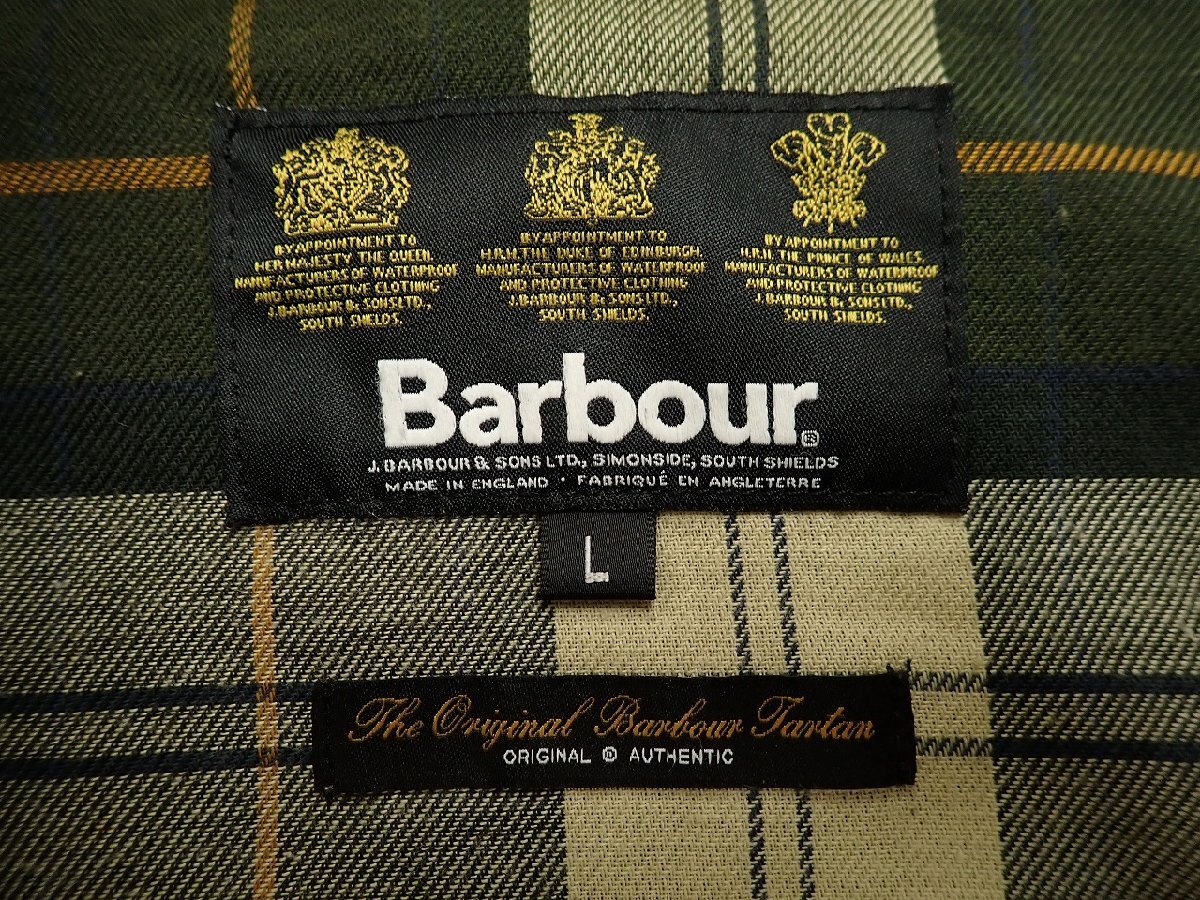 BY APPOINTMENT TO
HER MAJESTY THE QUEEN
MANUFACTURERS OF WATERPROOF
AND PROTECTIVE CLOTHING
J. BARBOUR & SONS LTD.,
SOUTH SHIELDS.
BY APPOINTMENT TO
H.R.H. THE DUKE OF EDINBURGH
MANUFACTURERS OF WATERPROOF
AND PROTECTIVE CLOTHING
J. BARBOUR & SONS LTD.,
SOUTH SHIELDS.
BY APPOINTMENT TO
H.R.H THE PRINCE OF WALES
MANUFACTURERS OF WATERPROOF
AND PROTECTIVE CLOTHING
J. BARBOUR & SONS LTD.,
SOUTH SHIELDS.
Barbour®
J. BARBOUR & SONS LTD., SIMONSIDE, SOUTH SHIELDS
MADE IN ENGLAND · FABRIQUÉ EN ANGLETERRE
L
The Original Barbour Tartan
ORIGINAL ® AUTHENTIC